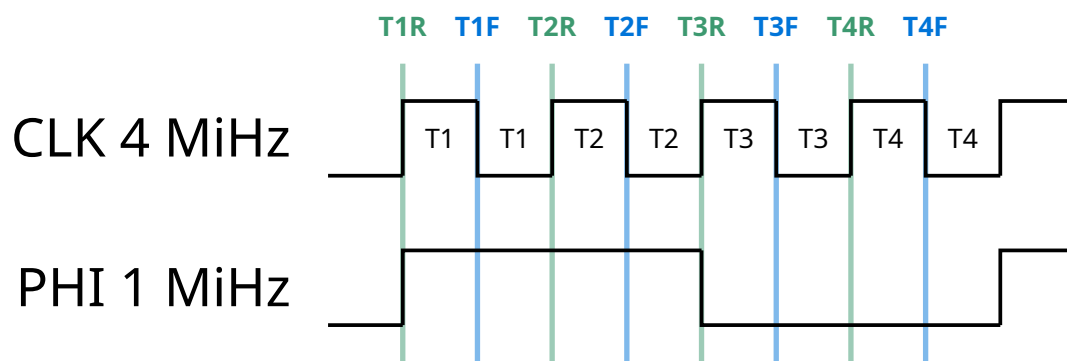 T1R T1F T2R T2F T3R T3F T4R T4F
CLK 4 MiHz T1 T1 T2 T2 T3 T3 T4 T4
PHI 1 MiHz